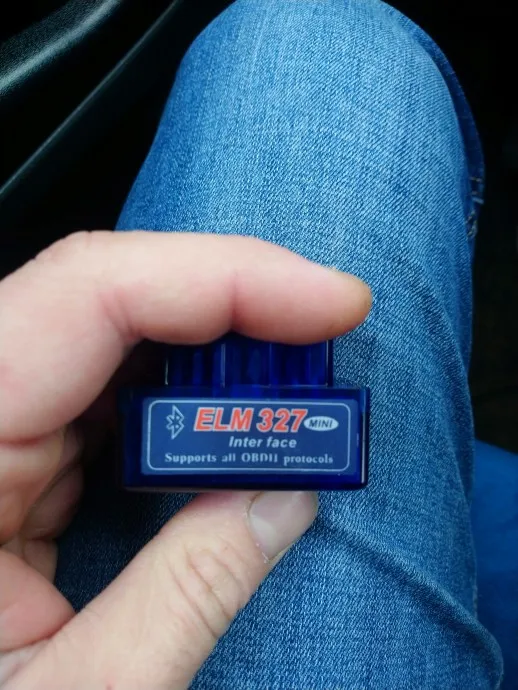 ELM 327 MINI
Inter face
Supports all OBDII protocols